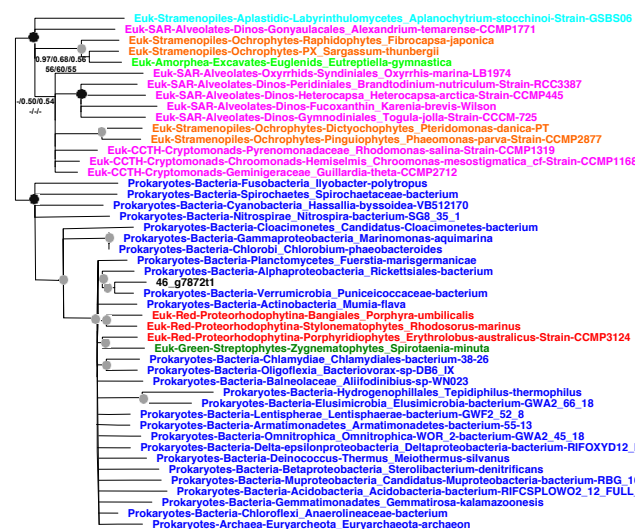 Euk-Stramenopiles-Aplastidic-Labyrinthulomycetes_Aplanochytrium-stocchinoi-Strain-GSBS06
Euk-SAR-Alveolates-Dinos-Gonyaulacales_Alexandrium-temarense-CCMP1771
Euk-Stramenopiles-Ochrophytes-Raphidophytes_Fibrocapsa-japonica
Euk-Stramenopiles-Ochrophytes-PX_Sargassum-thunbergii
0.97/0.68/0.56
Euk-Amorphea-Excavates-Euglenids_Eutreptiella-gymnastica
56/60/55
Euk-SAR-Alveolates-Oxyrrhids-Syndiniales_Oxyrrhis-marina-LB1974
Euk-SAR-Alveolates-Dinos-Peridiniales_Brandtodinium-nutriculum-Strain-RCC3387
Euk-SAR-Alveolates-Dinos-Heterocapsa_Heterocapsa-arctica-Strain-CCMP445
-/0.50/0.54
Euk-SAR-Alveolates-Dinos-Fucoxanthin_Karenia-brevis-Wilson
-/-/-
Euk-SAR-Alveolates-Dinos-Gymnodiniales_Togula-jolla-Strain-CCCM-725
Euk-Stramenopiles-Ochrophytes-Dictyochophytes_Pteridomonas-danica-PT
Euk-Stramenopiles-Ochrophytes-Pinguiophytes_Phaeomonas-parva-Strain-CCMP2877
Euk-CCTH-Cryptomonads-Pyrenomonadaceae_Rhodomonas-salina-Strain-CCMP1319
Euk-CCTH-Cryptomonads-Chroomonads-Hemiselmis_Chroomonas-mesostigmatica_cf-Strain-CCMP1168
Euk-CCTH-Cryptomonads-Geminigeraceae_Guillardia-theta-CCMP2712
Prokaryotes-Bacteria-Fusobacteria_Ilyobacter-polytropus
Prokaryotes-Bacteria-Spirochaetes_Spirochaetaceae-bacterium
Prokaryotes-Bacteria-Cyanobacteria_Hassallia-byssoidea-VB512170
Prokaryotes-Bacteria-Nitrospirae_Nitrospira-bacterium-SG8_35_1
Prokaryotes-Bacteria-Cloacimonetes_Candidatus-Cloacimonetes-bacterium
Prokaryotes-Bacteria-Gammaproteobacteria_Marinomonas-aquimarina
Prokaryotes-Bacteria-Chlorobi_Chlorobium-phaeobacteroides
Prokaryotes-Bacteria-Planctomycetes_Fuerstia-marisgermanicae
Prokaryotes-Bacteria-Alphaproteobacteria_Rickettsiales-bacterium
46_g7872t1
Prokaryotes-Bacteria-Verrumicrobia_Puniceicoccaceae-bacterium
Prokaryotes-Bacteria-Actinobacteria_Mumia-flava
Euk-Red-Proteorhodophytina-Bangiales_Porphyra-umbilicalis
Euk-Red-Proteorhodophytina-Stylonematophytes_Rhodosorus-marinus
Euk-Red-Proteorhodophytina-Porphyridiophytes_Erythrolobus-australicus-Strain-CCMP3124
Euk-Green-Streptophytes-Zygnematophytes_Spirotaenia-minuta
Prokaryotes-Bacteria-Chlamydiae_Chlamydiales-bacterium-38-26
Prokaryotes-Bacteria-Oligoflexia_Bacteriovorax-sp-DB6_IX
Prokaryotes-Bacteria-Balneolaceae_Aliifodinibius-sp-WN023
Prokaryotes-Bacteria-Hydrogenophillales_Tepidiphilus-thermophilus
Prokaryotes-Bacteria-Elusimicrobia_Elusimicrobia-bacterium-GWA2_66_18
Prokaryotes-Bacteria-Lentispherae_Lentisphaerae-bacterium-GWF2_52_8
Prokaryotes-Bacteria-Armatimonadetes_Armatimonadetes-bacterium-55-13
Prokaryotes-Bacteria-Omnitrophica_Omnitrophica-WOR_2-bacterium-GWA2_45_18
Prokaryotes-Bacteria-Delta-epsilonproteobacteria_Deltaproteobacteria-bacterium-RIFOXYD12_
Prokaryotes-Bacteria-Deinococcus-Thermus_Meiothermus-silvanus
Prokaryotes-Bacteria-Betaproteobacteria_Sterolibacterium-denitrificans
Prokaryotes-Bacteria-Muproteobacteria_Candidatus-Muproteobacteria-bacterium-RBG_16
Prokaryotes-Bacteria-Acidobacteria_Acidobacteria-bacterium-RIFCSPLOWO2_12_FULL_
Prokaryotes-Bacteria-Gemmatimonadates_Gemmatirosa-kalamazoonesis
Prokaryotes-Bacteria-Chloroflexi_Anaerolineaceae-bacterium
Prokaryotes-Archaea-Euryarcheota_Euryarchaeota-archaeon